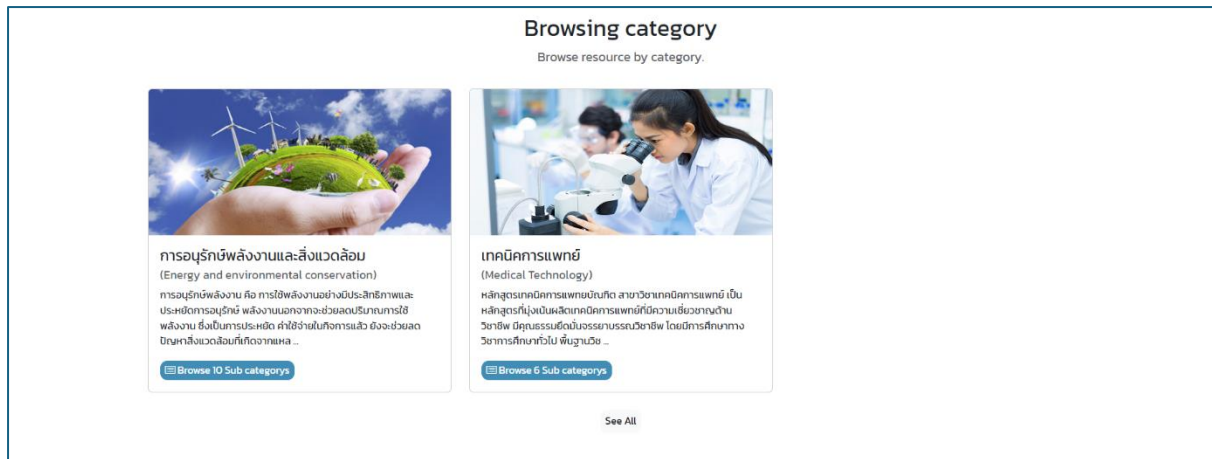 Browsing category
Browse resource by category.
การอนุรักษ์พลังงานและสิ่งแวดล้อม
(Energy and environmental conservation)
การอนุรักษ์พลังงาน คือ การใช้พลังงานอย่างมีประสิทธิภาพและ
ประหยัดการอนุรักษ์ พลังงานนอกจากจะช่วยลดปริมาณการใช้
พลังงาน ซึ่งเป็นการประหยัด ค่าใช้จ่ายในกิจการแล้ว ยังจะช่วยลด
ปัญหาสิ่งแวดล้อมที่เกิดจากแหล ...
Browse 10 Sub categorys
เทคนิคการแพทย์
(Medical Technology)
หลักสูตรเทคนิคการแพทยบัณฑิต สาขาวิชาเทคนิคการแพทย์ เป็น
หลักสูตรที่มุ่งเน้นผลิตเทคนิคการแพทย์ที่มีความเชี่ยวชาญด้าน
วิชาชีพ มีคุณธรรมยึดมั่นจรรยาบรรณวิชาชีพ โดยมีการศึกษาทาง
วิชาการศึกษาทั่วไป พื้นฐานวิช ...
Browse 6 Sub categorys
See All